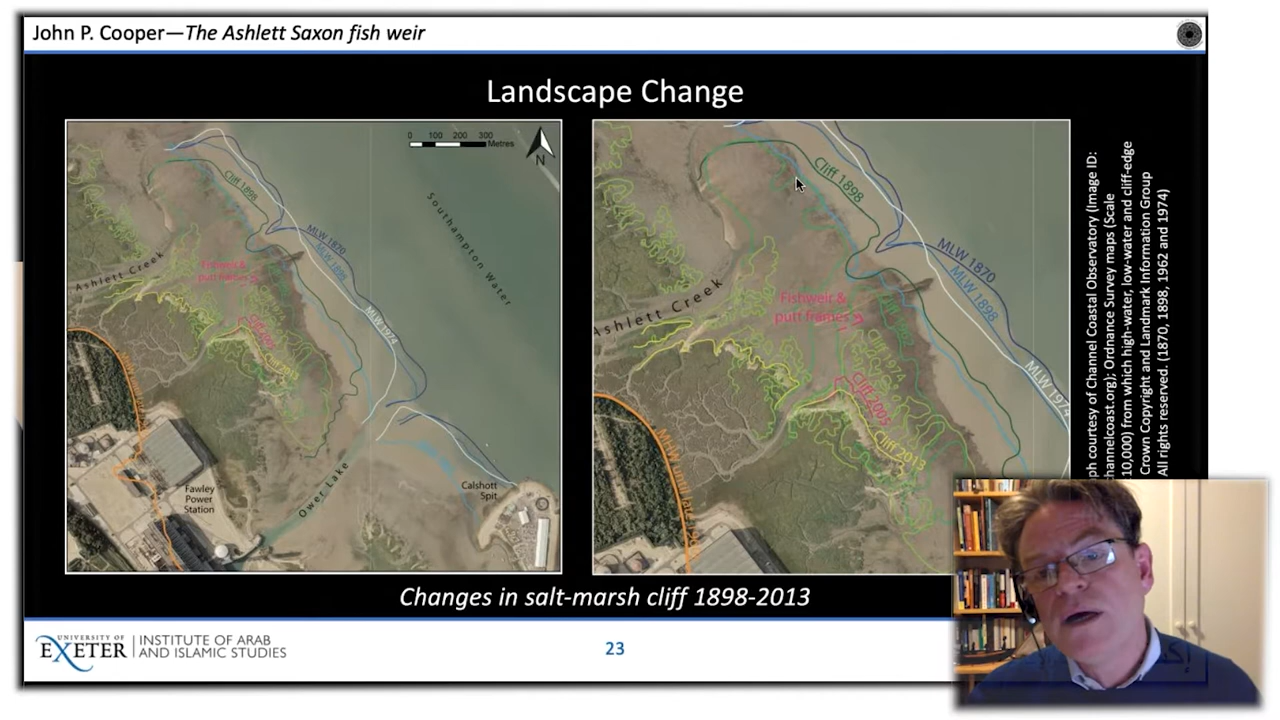 John P. Cooper—The Ashlett Saxon fish weir
Landscape Change
0 100 200 300
Metres
N
Cliff 1898
MLW 1870
MLW 1898
Southampton Water
Ashlett Creek
Fishweir &
putt frames
MLW 1924
Cliff 2013
Fawley
Power
Station
Ower Lake
Calshott
Spit
Cliff 1898
MLW 1870
MLW 1898
MLW 1974
Ashlett Creek
Fishweir &
putt frames
Cliff 1974
Cliff 2005
Cliff 2013
ph courtesy of Channel Coastal Observatory (Image ID:
channelcoast.org); Ordnance Survey maps (Scale
10,000) from which high-water, low-water and cliff-edge
Crown Copyright and Landmark Information Group
All rights reserved. (1870, 1898, 1962 and 1974)
Changes in salt-marsh cliff 1898-2013
UNIVERSITY OF
EXETER
INSTITUTE OF ARAB
AND ISLAMIC STUDIES
23